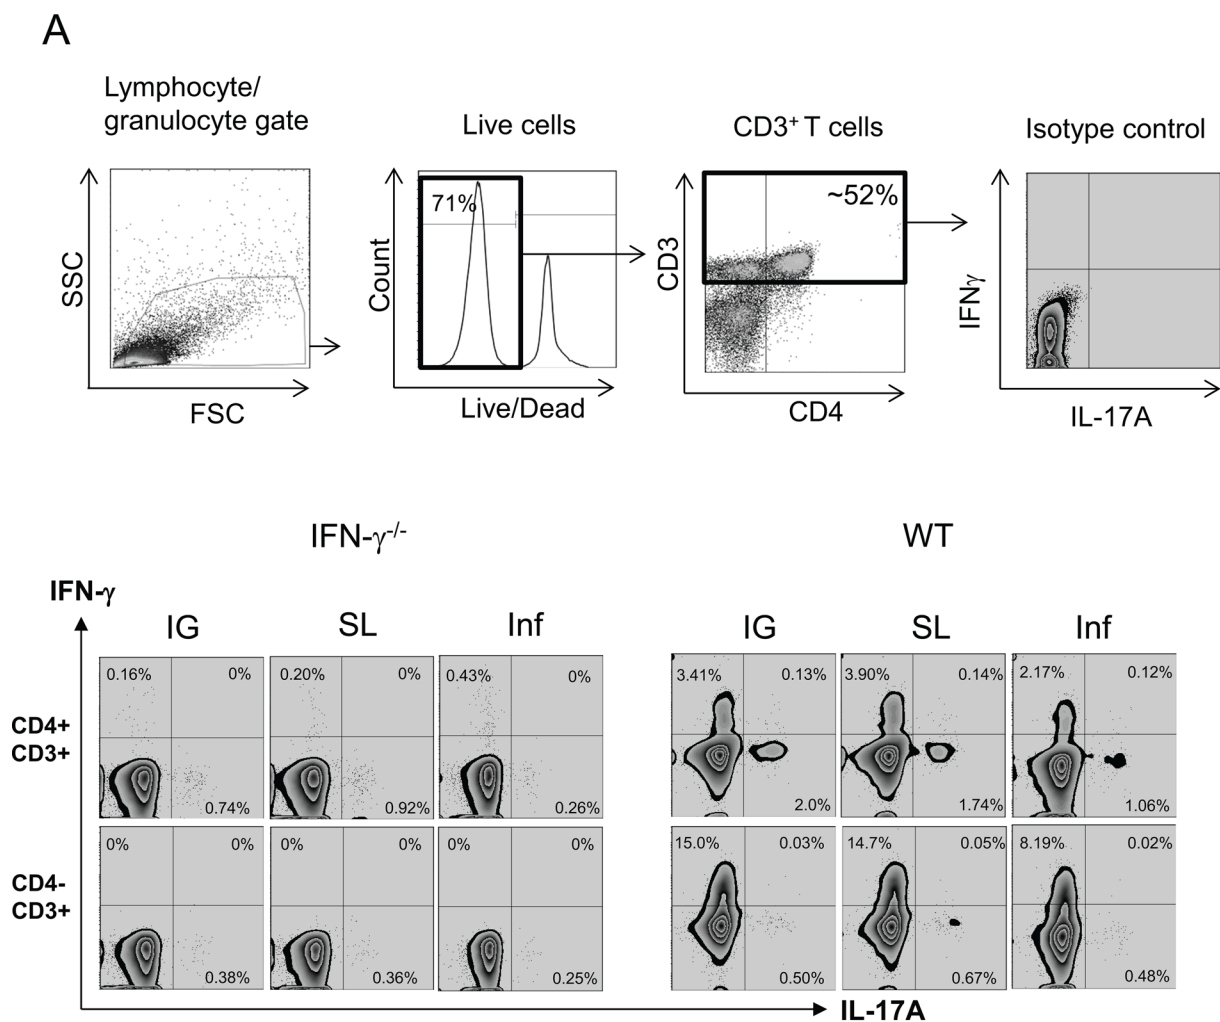 A
Lymphocyte/
granulocyte gate
Live cells
CD3⁺ T cells
Isotype control
71%
~52%
SSC
Count
CD3
IFNγ
FSC
Live/Dead
CD4
IL-17A
IFN-γ⁻/⁻
WT
IFN-γ
IG
SL
Inf
IG
SL
Inf
0.16%
0%
0.20%
0%
0.43%
0%
3.41%
0.13%
3.90%
0.14%
2.17%
0.12%
CD4+
CD3+
0.74%
0.92%
0.26%
2.0%
1.74%
1.06%
0%
0%
0%
0%
0%
0%
15.0%
0.03%
14.7%
0.05%
8.19%
0.02%
CD4-
CD3+
0.38%
0.36%
0.25%
0.50%
0.67%
0.48%
IL-17A